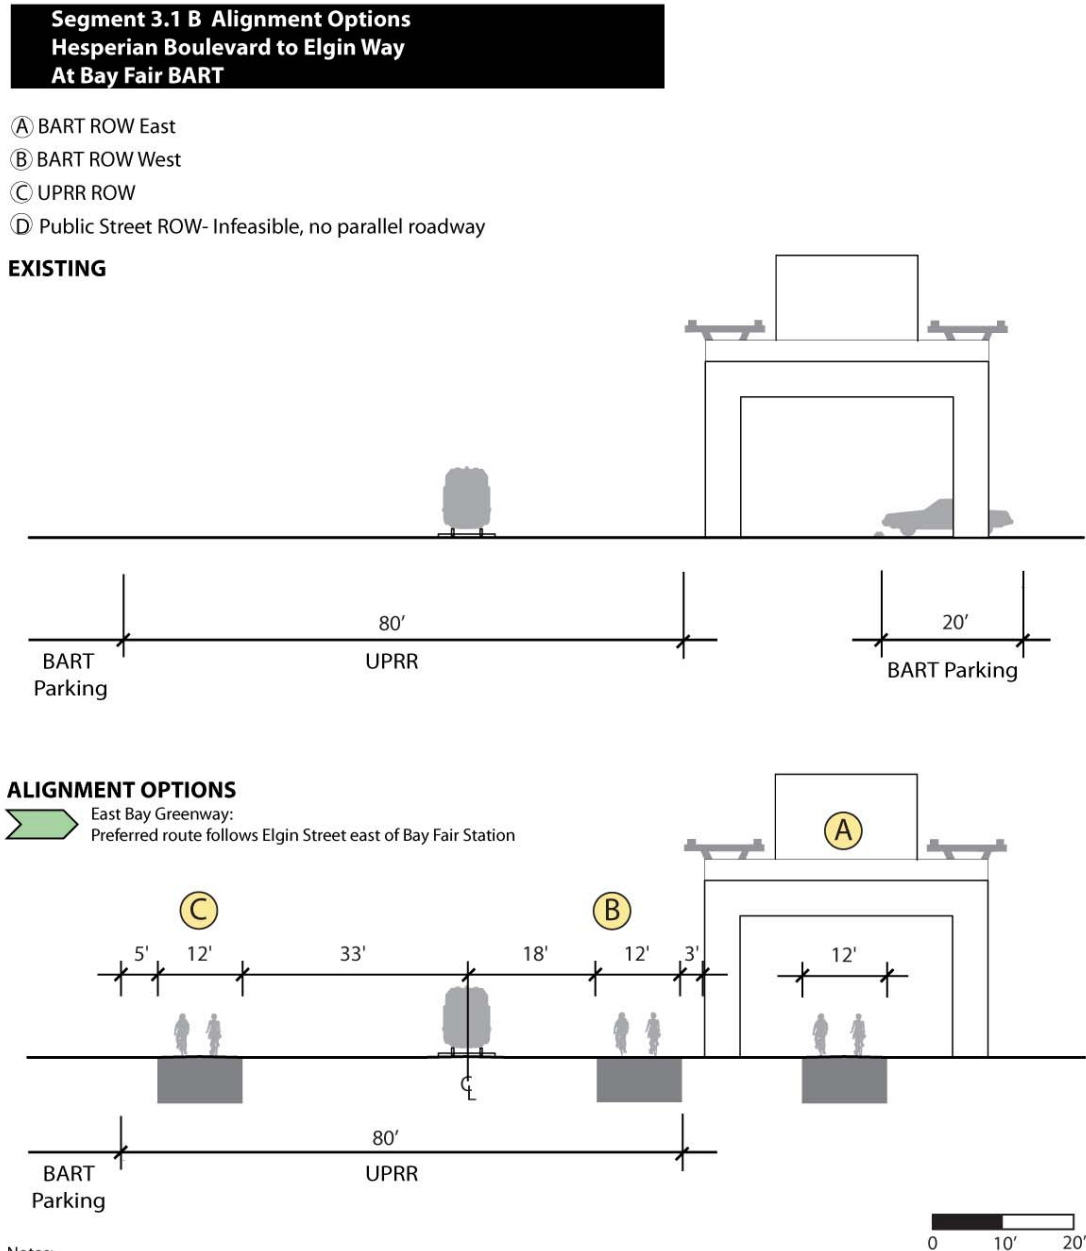 Segment 3.1 B Alignment Options
Hesperian Boulevard to Elgin Way
At Bay Fair BART
A BART ROW East
B BART ROW West
C UPRR ROW
D Public Street ROW- Infeasible, no parallel roadway
EXISTING
80’
20’
BART
Parking
UPRR
BART Parking
ALIGNMENT OPTIONS
East Bay Greenway:
Preferred route follows Elgin Street east of Bay Fair Station
A
C
B
5' 12' 33' 18' 12' 3' 12'
CL
80’
BART
Parking
UPRR
0 10’ 20’